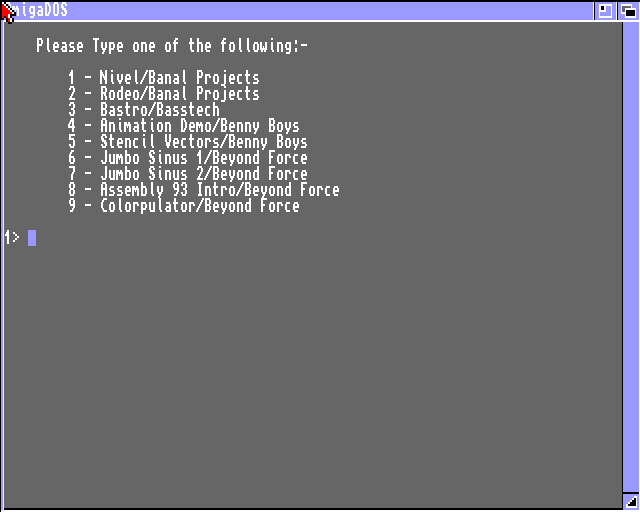 migaDOS
Please Type one of the following:-
1 - Nivel/Banal Projects
2 - Rodeo/Banal Projects
3 - Bastro/Basstech
4 - Animation Demo/Benny Boys
5 - Stencil Vectors/Benny Boys
6 - Jumbo Sinus 1/Beyond Force
7 - Jumbo Sinus 2/Beyond Force
8 - Assembly 93 Intro/Beyond Force
9 - Colorpulator/Beyond Force
1>